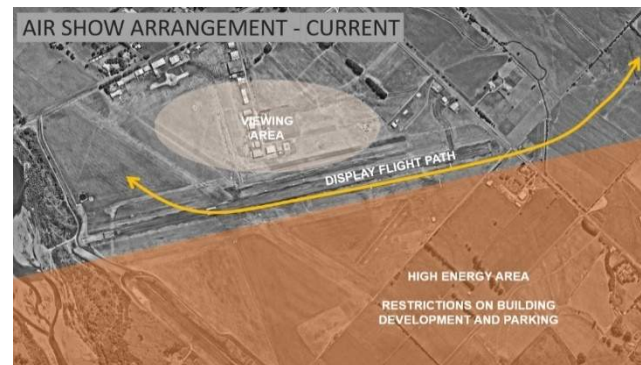 AIR SHOW ARRANGEMENT - CURRENT
VIEWING
AREA
DISPLAY FLIGHT PATH
HIGH ENERGY AREA
RESTRICTIONS ON BUILDING
DEVELOPMENT AND PARKING